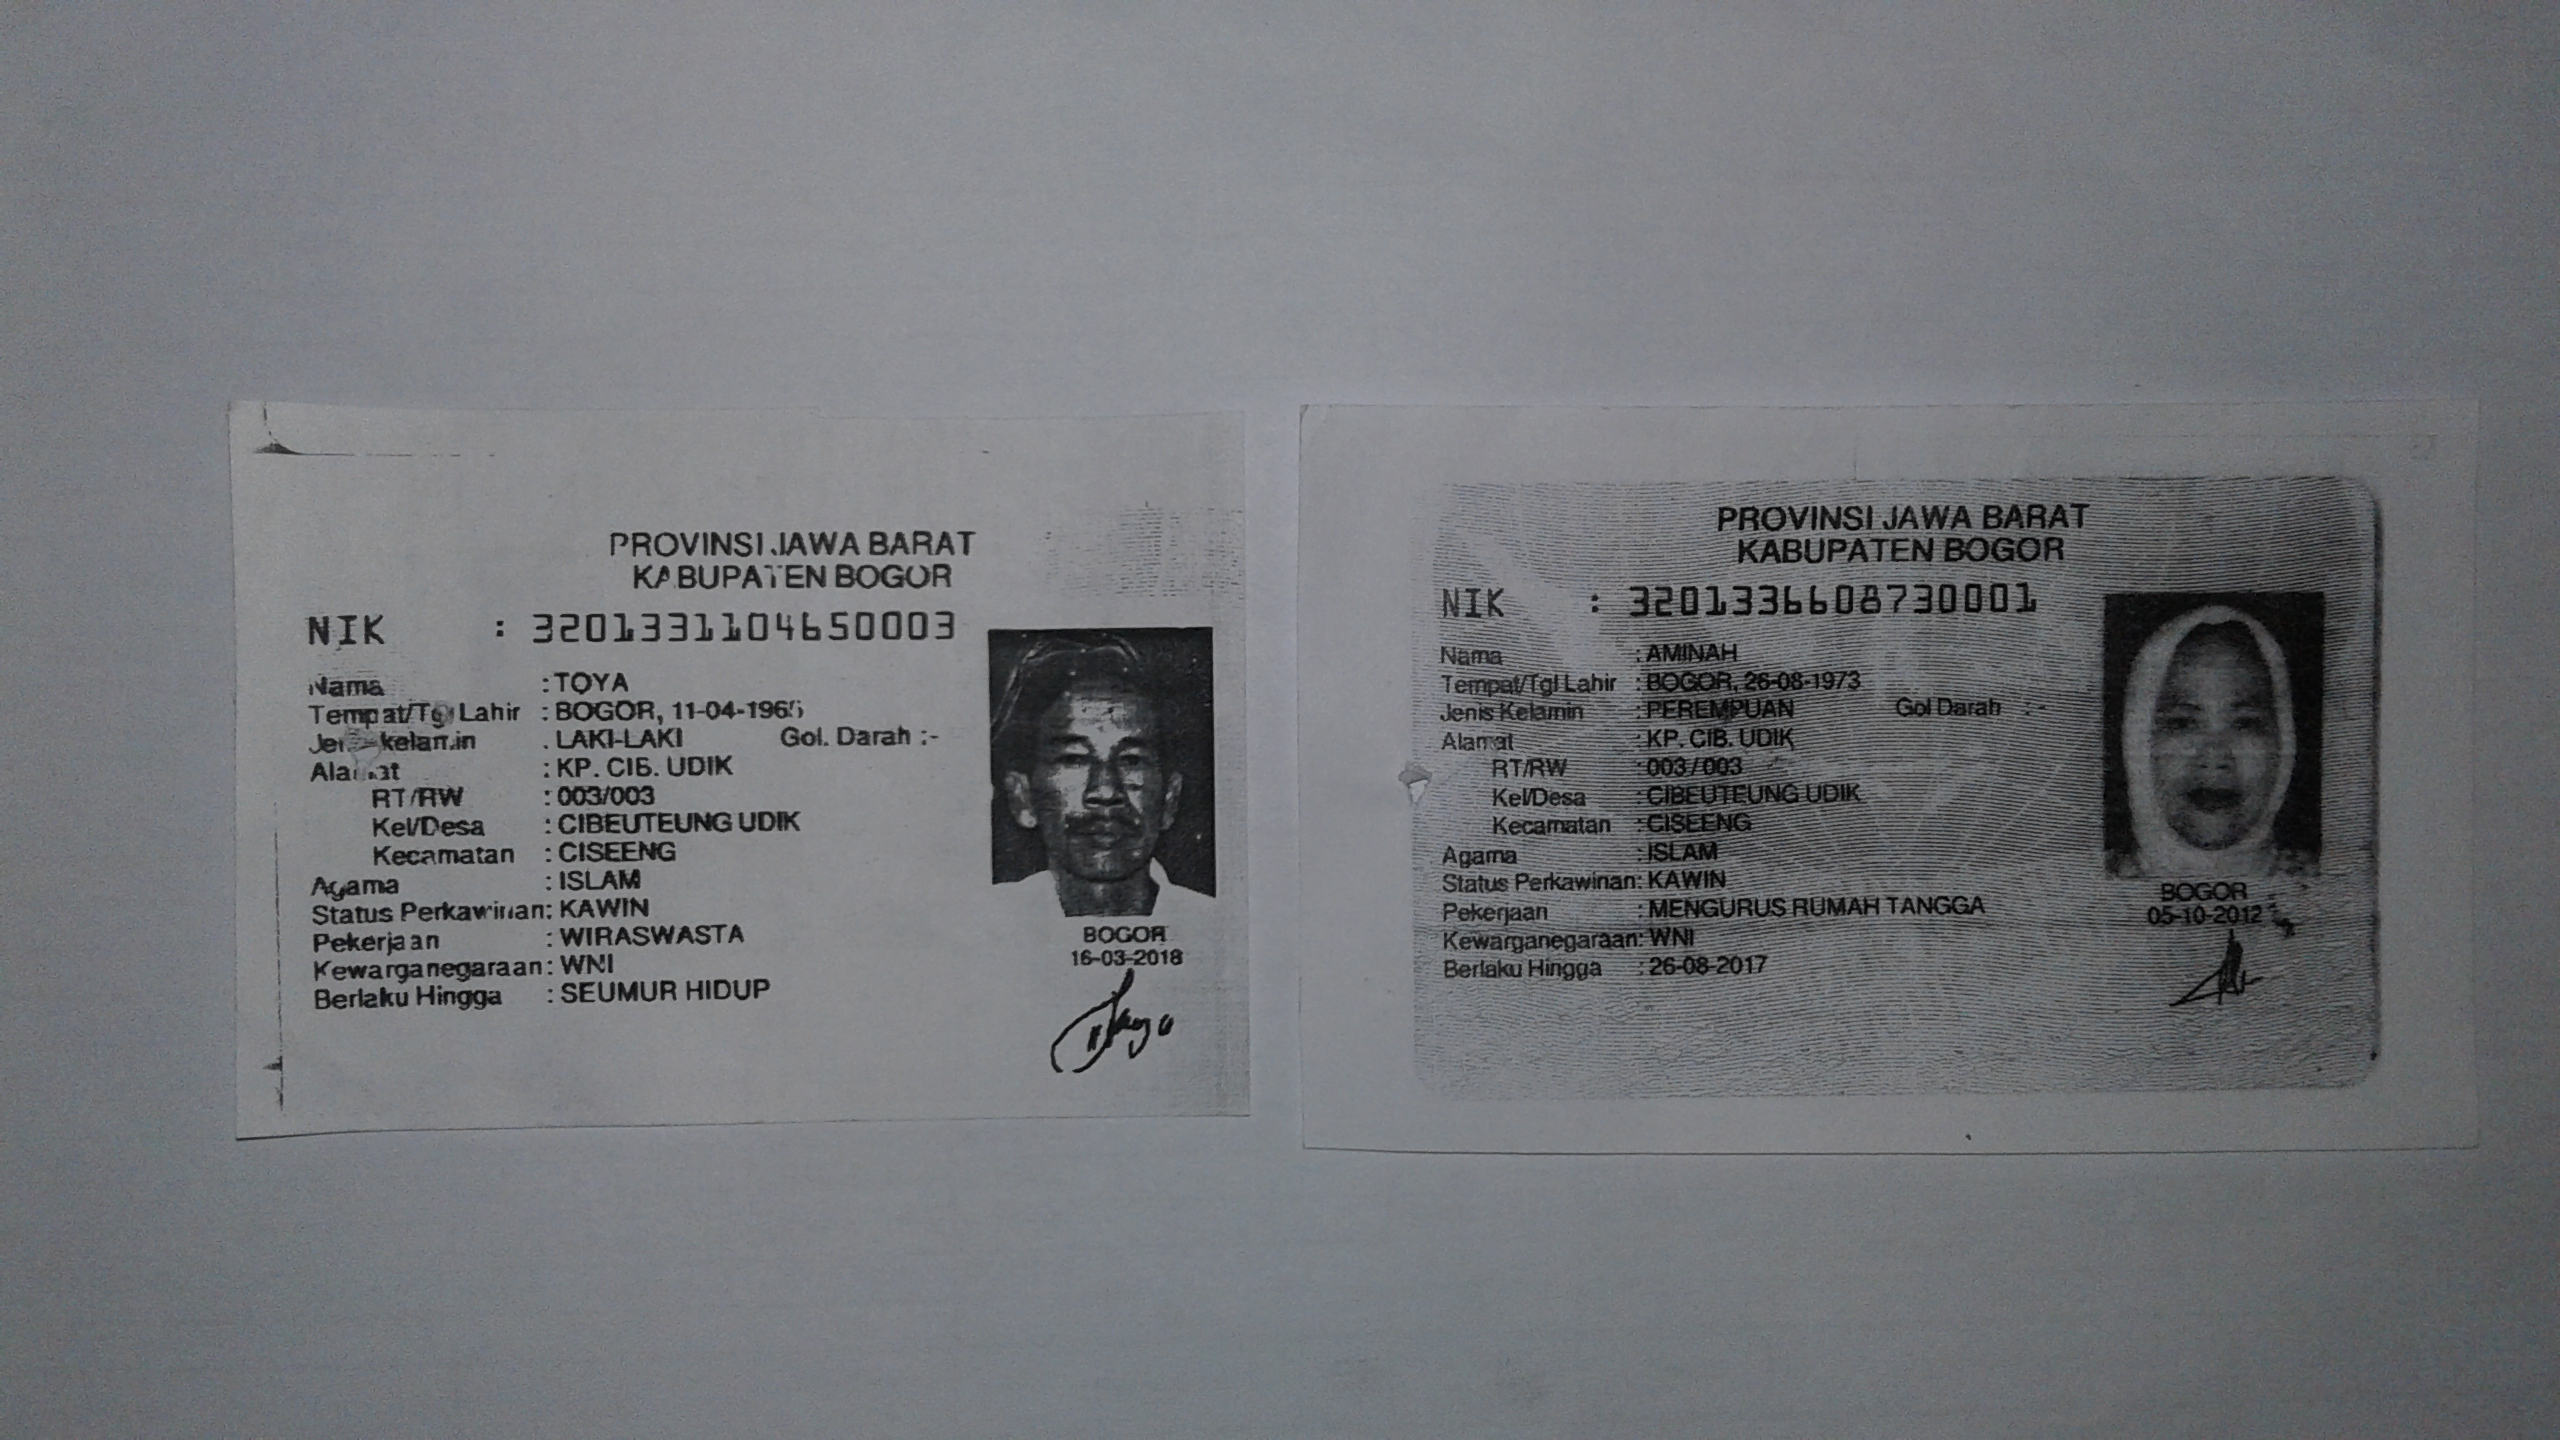 PROVINSI JAWA BARAT
KABUPATEN BOGOR
NIK : 3201331104650003
Nama : TOYA
Tempat/Tgl Lahir : BOGOR, 11-04-1965
Jenis kelamin : LAKI-LAKI Gol. Darah :-
Alamat : KP. CIB. UDIK
RT/RW : 003/003
Kel/Desa : CIBEUTEUNG UDIK
Kecamatan : CISEENG
Agama : ISLAM
Status Perkawinan: KAWIN
Pekerjaan : WIRASWASTA
Kewarganegaraan: WNI
Berlaku Hingga : SEUMUR HIDUP
BOGOR
16-03-2018
PROVINSI JAWA BARAT
KABUPATEN BOGOR
NIK : 3201336608730001
Nama : AMINAH
Tempat/Tgl Lahir : BOGOR, 26-08-1973
Jenis Kelamin : PEREMPUAN Gol Darah : -
Alamat : KP. CIB. UDIK
RT/RW : 003/003
Kel/Desa : CIBEUTEUNG UDIK
Kecamatan : CISEENG
Agama : ISLAM
Status Perkawinan: KAWIN
Pekerjaan : MENGURUS RUMAH TANGGA
Kewarganegaraan: WNI
Berlaku Hingga : 26-08-2017
BOGOR
05-10-2012